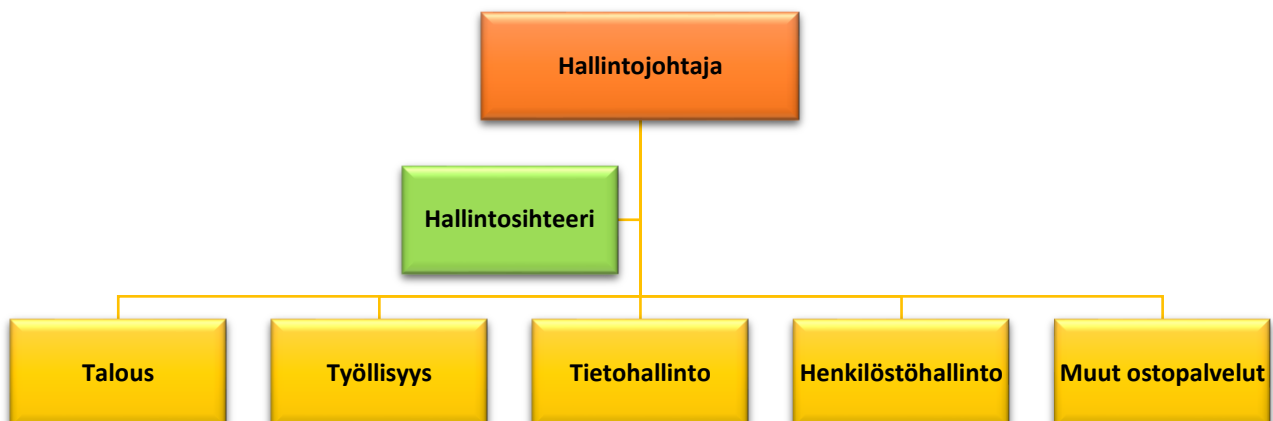 Hallintojohtaja
Hallintosihteeri
Talous
Työllisyys
Tietohallinto
Henkilöstöhallinto
Muut ostopalvelut